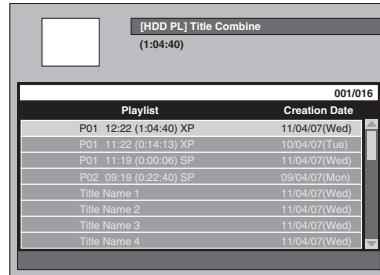 [HDD PL] Title Combine
(1:04:40)
001/016
Playlist Creation Date
P01 12:22 (1:04:40) XP 11/04/07(Wed)
P01 11:22 (0:14:13) XP 10/04/07(Tue)
P01 11:19 (0:00:06) SP 11/04/07(Wed)
P02 09:19 (0:22:40) SP 09/04/07(Mon)
Title Name 1 11/04/07(Wed)
Title Name 2 11/04/07(Wed)
Title Name 3 11/04/07(Wed)
Title Name 4 11/04/07(Wed)